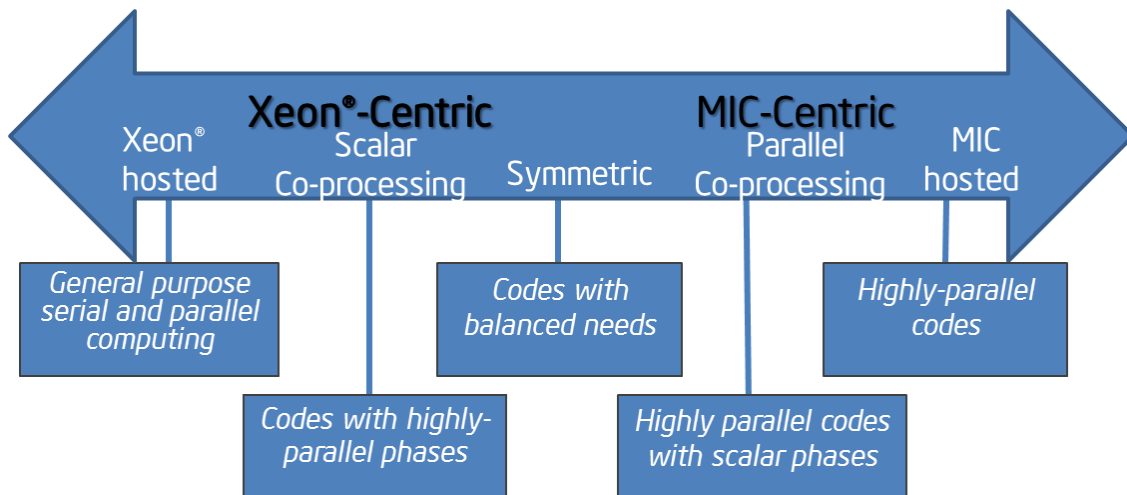 Xeon®-Centric
MIC-Centric
Xeon®
hosted
Scalar
Co-processing
Symmetric
Parallel
Co-processing
MIC
hosted
General purpose
serial and parallel
computing
Codes with highly-
parallel phases
Codes with
balanced needs
Highly parallel codes
with scalar phases
Highly-parallel
codes